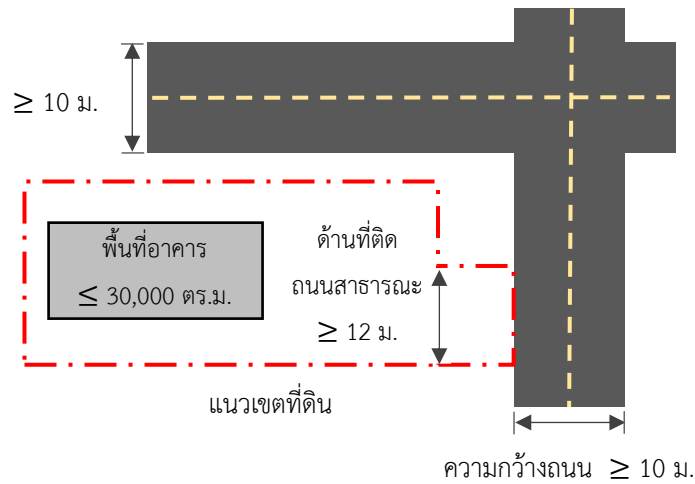 ≥ 10 ม.
พื้นที่อาคาร
≤ 30,000 ตร.ม.
ด้านที่ติด
ถนนสาธารณะ
≥ 12 ม.
แนวเขตที่ดิน
ความกว้างถนน ≥ 10 ม.